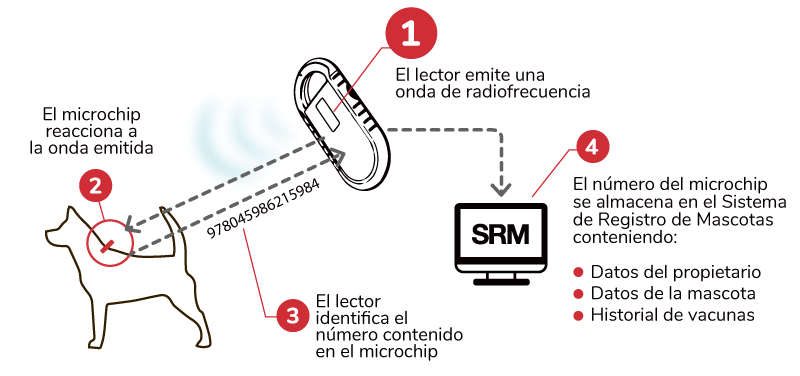 1
El lector emite una
onda de radiofrecuencia
El microchip
reacciona a
la onda emitida
2
978045986215984
3
El lector
identifica el
número contenido
en el microchip
4
El número del microchip
se almacena en el Sistema
de Registro de Mascotas
conteniendo:
Datos del propietario
Datos de la mascota
Historial de vacunas
SRM